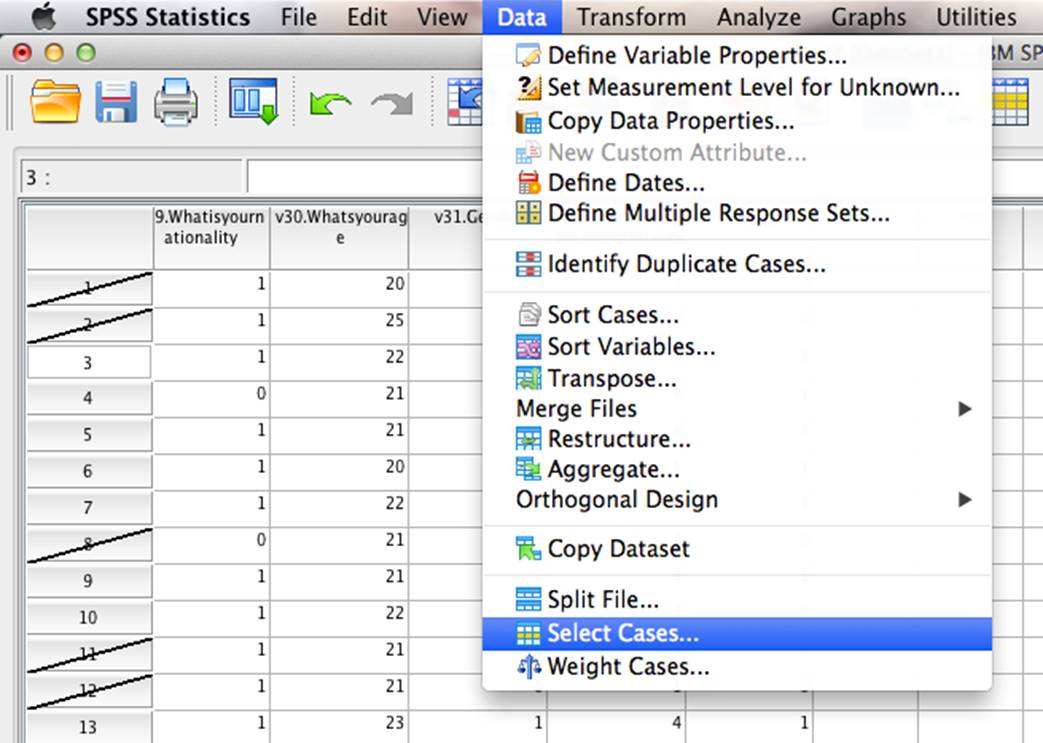 SPSS Statistics File Edit View Data Transform Analyze Graphs Utilities
BM SP
Define Variable Properties...
Set Measurement Level for Unknown...
Copy Data Properties...
New Custom Attribute...
Define Dates...
Define Multiple Response Sets...
Identify Duplicate Cases...
Sort Cases...
Sort Variables...
Transpose...
Merge Files
Restructure...
Aggregate...
Orthogonal Design
Copy Dataset
Split File...
Select Cases...
Weight Cases...
3 :
9.Whatisyourn v30.Whatsyourag v31.Ge
ationality e
1 1 20
2 1 25
3 1 22
4 0 21
5 1 21
6 1 20
7 1 22
8 0 21
9 1 21
10 1 22
11 1 21
12 1 21
13 1 23 1 4 1